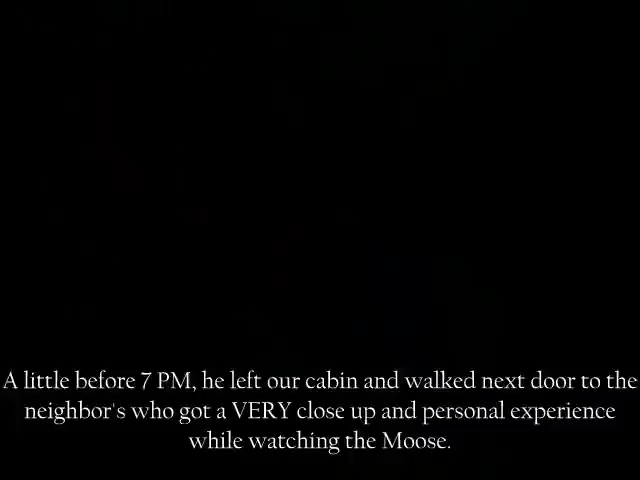 A little before 7 PM, he left our cabin and walked next door to the
neighbor's who got a VERY close up and personal experience
while watching the Moose.